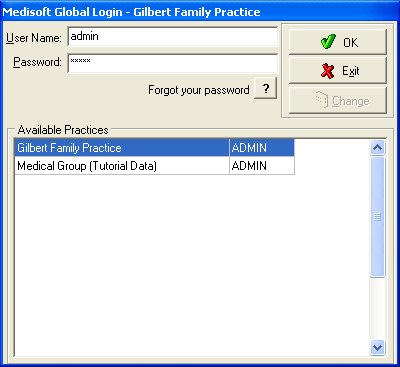 Medisoft Global Login - Gilbert Family Practice
User Name: admin
OK
Password: xxxxx
Exit
Forgot your password ?
Change
Available Practices
Gilbert Family Practice ADMIN
Medical Group (Tutorial Data) ADMIN